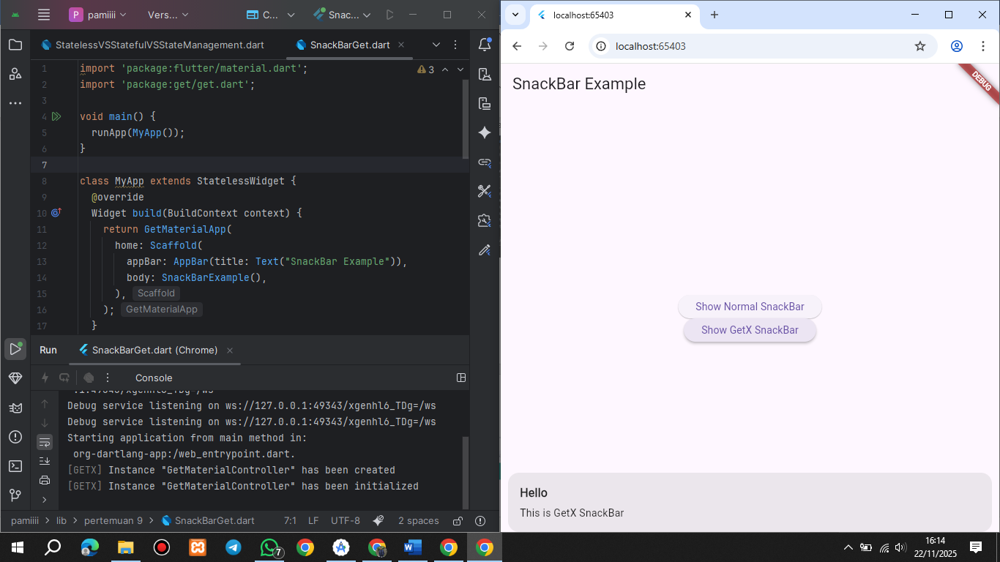 P pamiiii
Vers...
C...
Snac...
StatelessVSStatefulVSStateManagement.dart
SnackBarGet.dart
3
1 import 'package:flutter/material.dart';
2 import 'package:get/get.dart';
3
4 void main() {
5 runApp(MyApp());
6 }
7
8 class MyApp extends StatelessWidget {
9 @override
10 Widget build(BuildContext context) {
11 return GetMaterialApp(
12 home: Scaffold(
13 appBar: AppBar(title: Text("SnackBar Example")),
14 body: SnackBarExample(),
15 ), Scaffold
16 ); GetMaterialApp
17 }
Run
SnackBarGet.dart (Chrome)
Console
.1:49343/xgenhl6_TDg=/ws
Debug service listening on ws://127.0.0.1:49343/xgenhl6_TDg=/ws
Debug service listening on ws://127.0.0.1:49343/xgenhl6_TDg=/ws
Starting application from main method in:
org-dartlang-app:/web_entrypoint.dart.
[GETX] Instance "GetMaterialController" has been created
[GETX] Instance "GetMaterialController" has been initialized
pamiiii > lib > pertemuan 9 > SnackBarGet.dart
7:1
LF
UTF-8
2 spaces
localhost:65403
localhost:65403
SnackBar Example
DEBUG
Show Normal SnackBar
Show GetX SnackBar
Hello
This is GetX SnackBar
7
16:14
22/11/2025